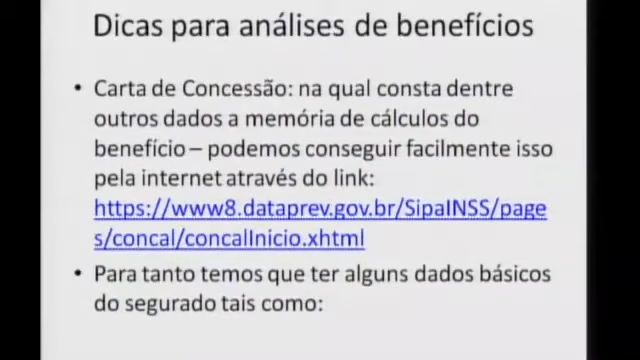 Dicas para análises de benefícios
• Carta de Concessão: na qual consta dentre
outros dados a memória de cálculos do
benefício – podemos conseguir facilmente isso
pela internet através do link:
https://www8.dataprev.gov.br/SipaINSS/page
s/concal/concalInicio.xhtml
• Para tanto temos que ter alguns dados básicos
do segurado tais como: